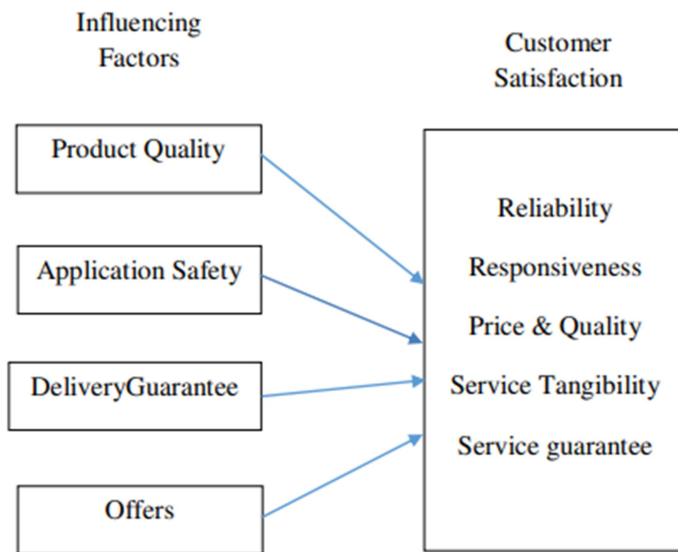 Influencing
Factors
Customer
Satisfaction
Product Quality
Application Safety
DeliveryGuarantee
Offers
Reliability
Responsiveness
Price & Quality
Service Tangibility
Service guarantee